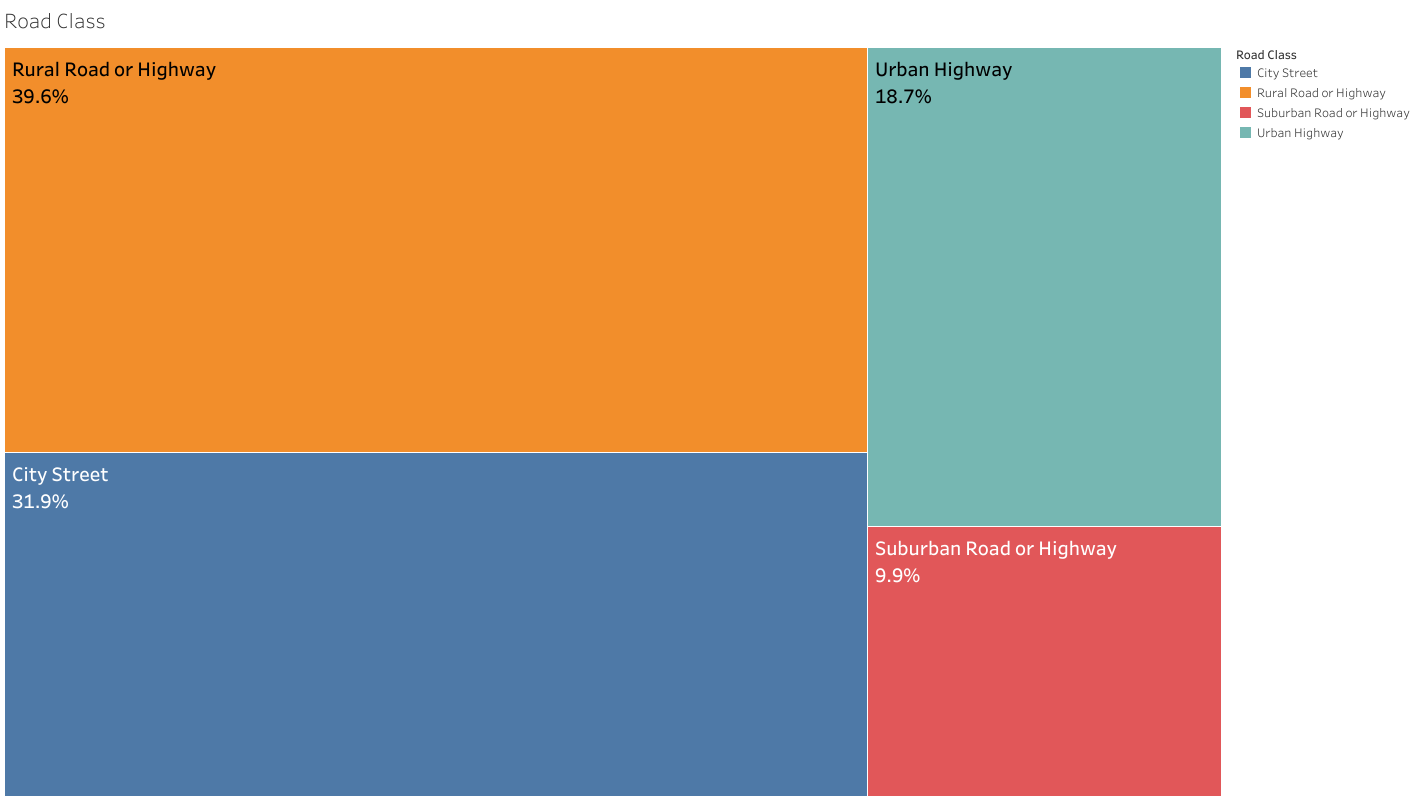 Road Class
Rural Road or Highway
39.6%
City Street
31.9%
Urban Highway
18.7%
Suburban Road or Highway
9.9%
Road Class
City Street
Rural Road or Highway
Suburban Road or Highway
Urban Highway